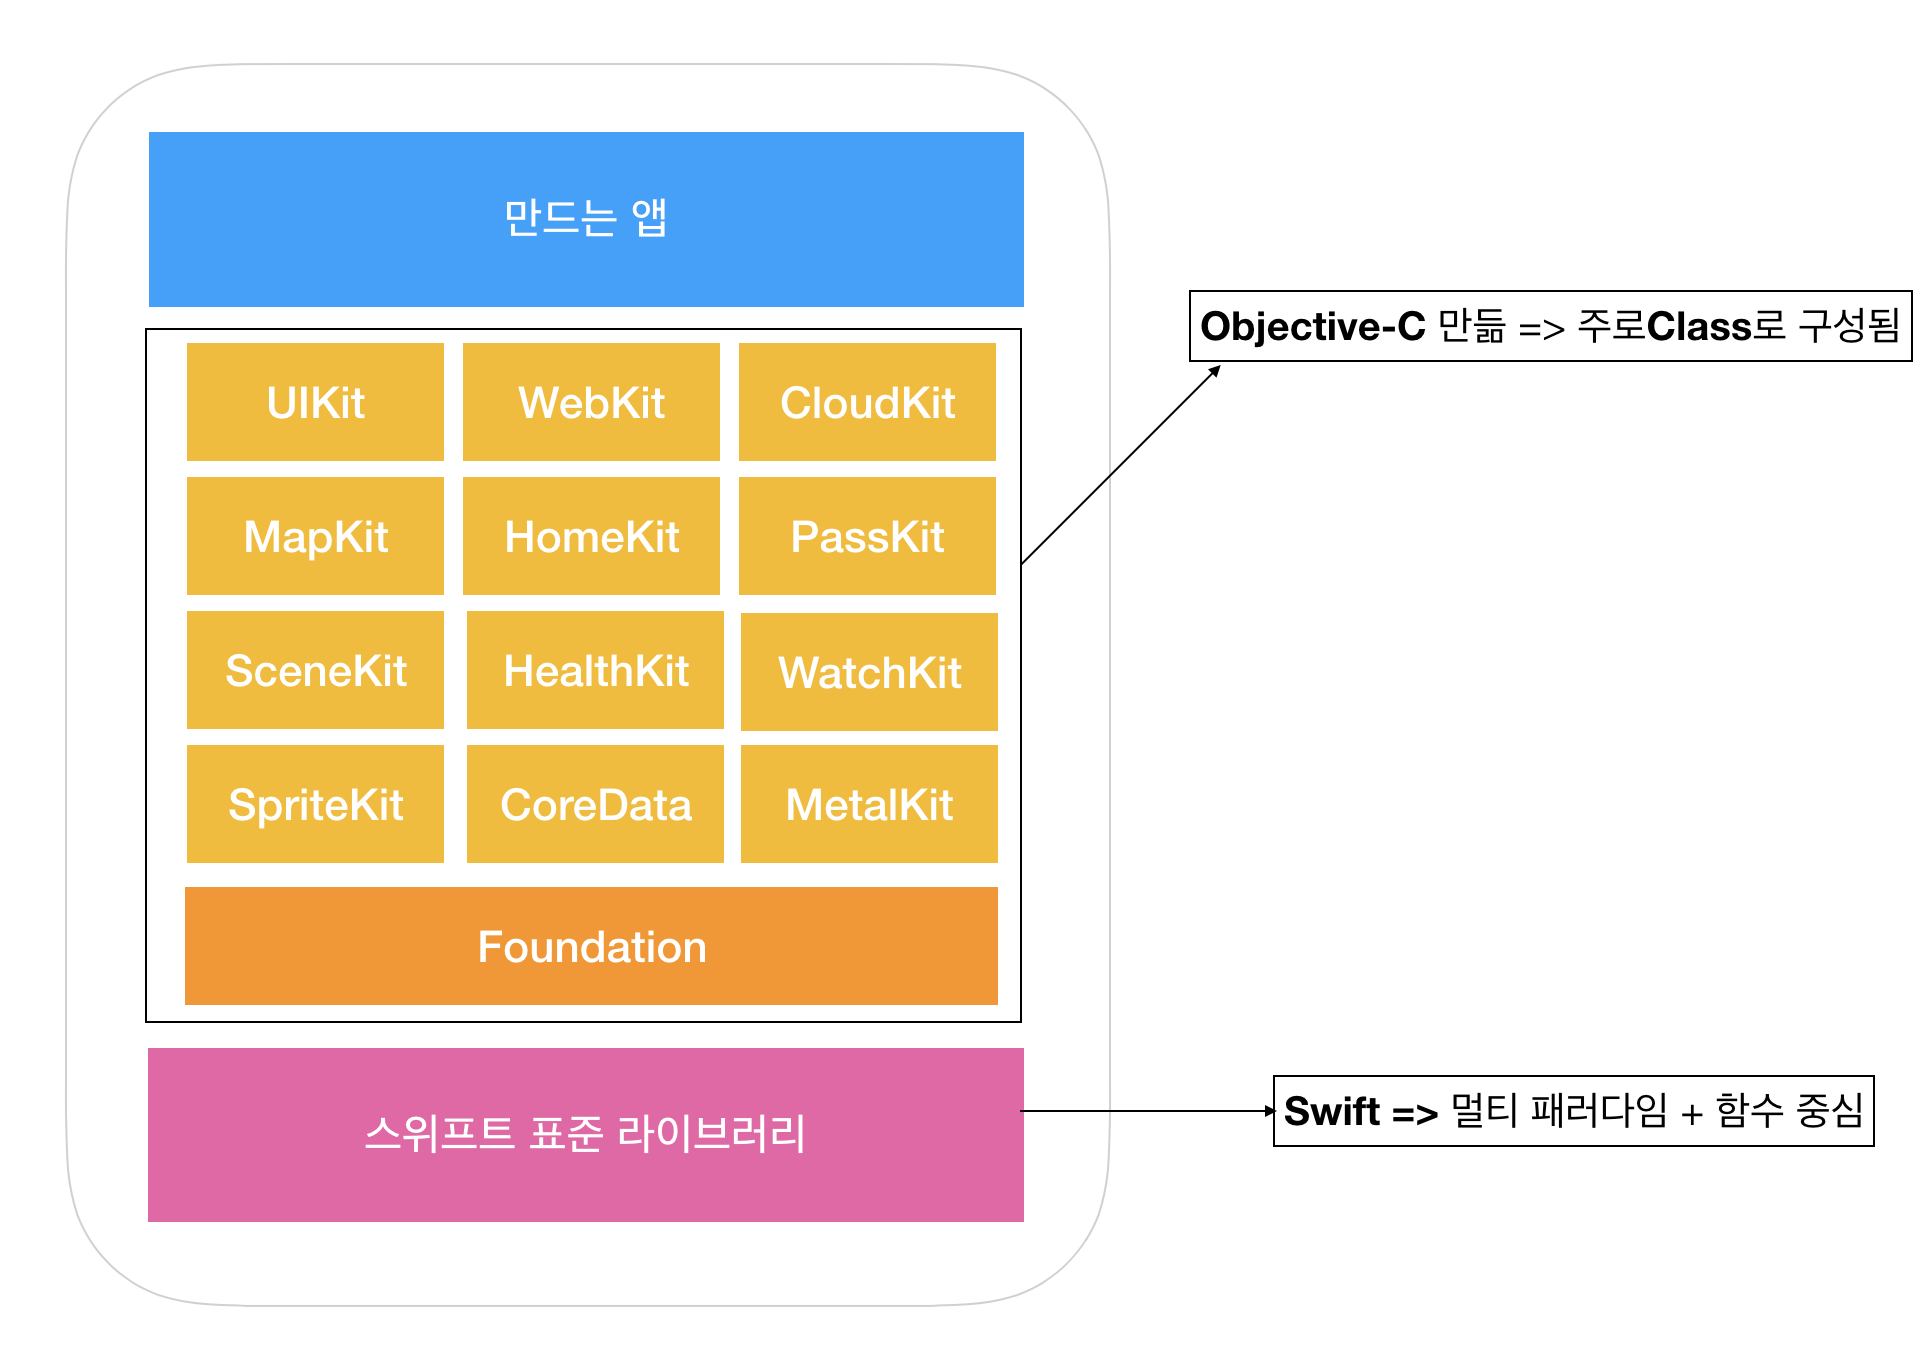 만드는 앱
Objective-C 만듦 => 주로Class로 구성됨
UIKit
WebKit
CloudKit
MapKit
HomeKit
PassKit
SceneKit
HealthKit
WatchKit
SpriteKit
CoreData
MetalKit
Foundation
스위프트 표준 라이브러리
Swift => 멀티 패러다임 + 함수 중심